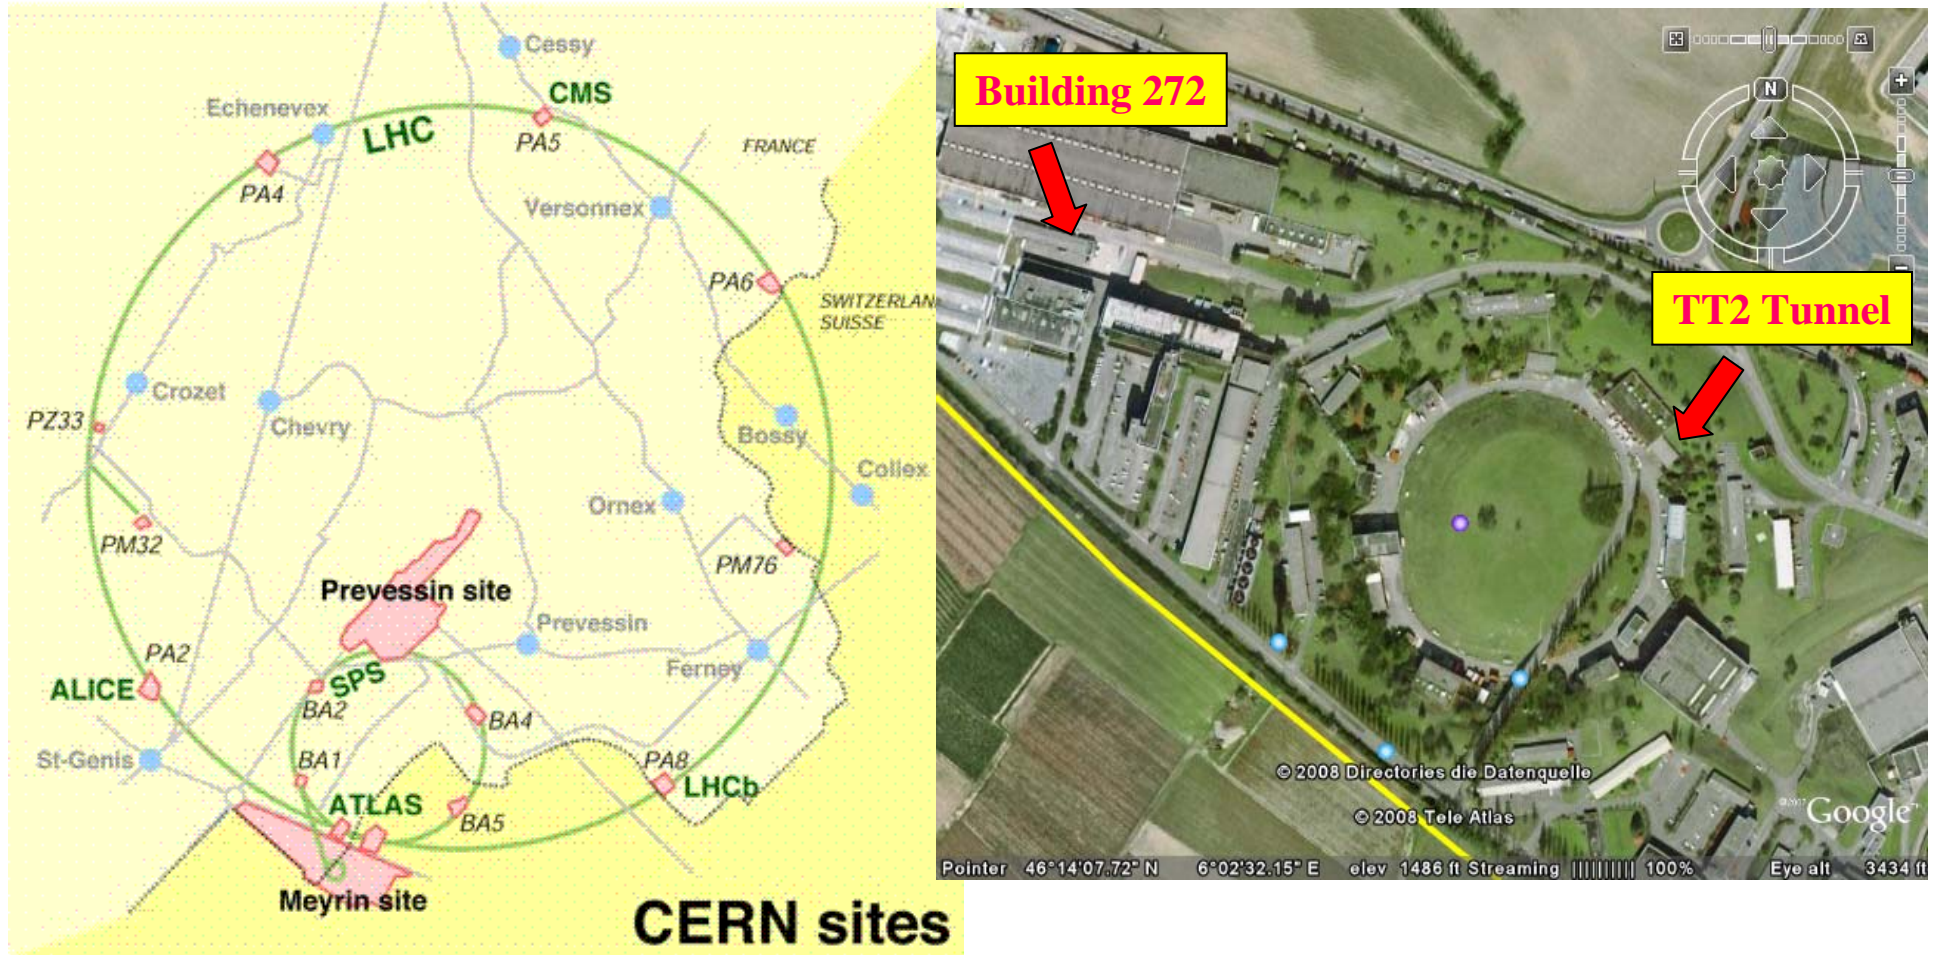 Cessy
CMS
Echenevex
LHC
PA5
FRANCE
PA4
Versonnex
PA6
SWITZERLAN
SUISSE
Crozet
PZ33
Chevry
Bossy
Collex
Ornex
PM32
PM76
Prevessin site
Prevessin
PA2
Ferney
ALICE
SPS
BA2
BA4
St-Genis
BA1
PA8
LHCb
ATLAS
BA5
Meyrin site
CERN sites
Building 272
N
TT2 Tunnel
© 2008 Directories die Datenquelle
© 2008 Tele Atlas
©2007 Google™
Pointer 46°14'07.72" N 6°02'32.15" E elev 1486 ft Streaming |||||||||| 100% Eye alt 3434 ft